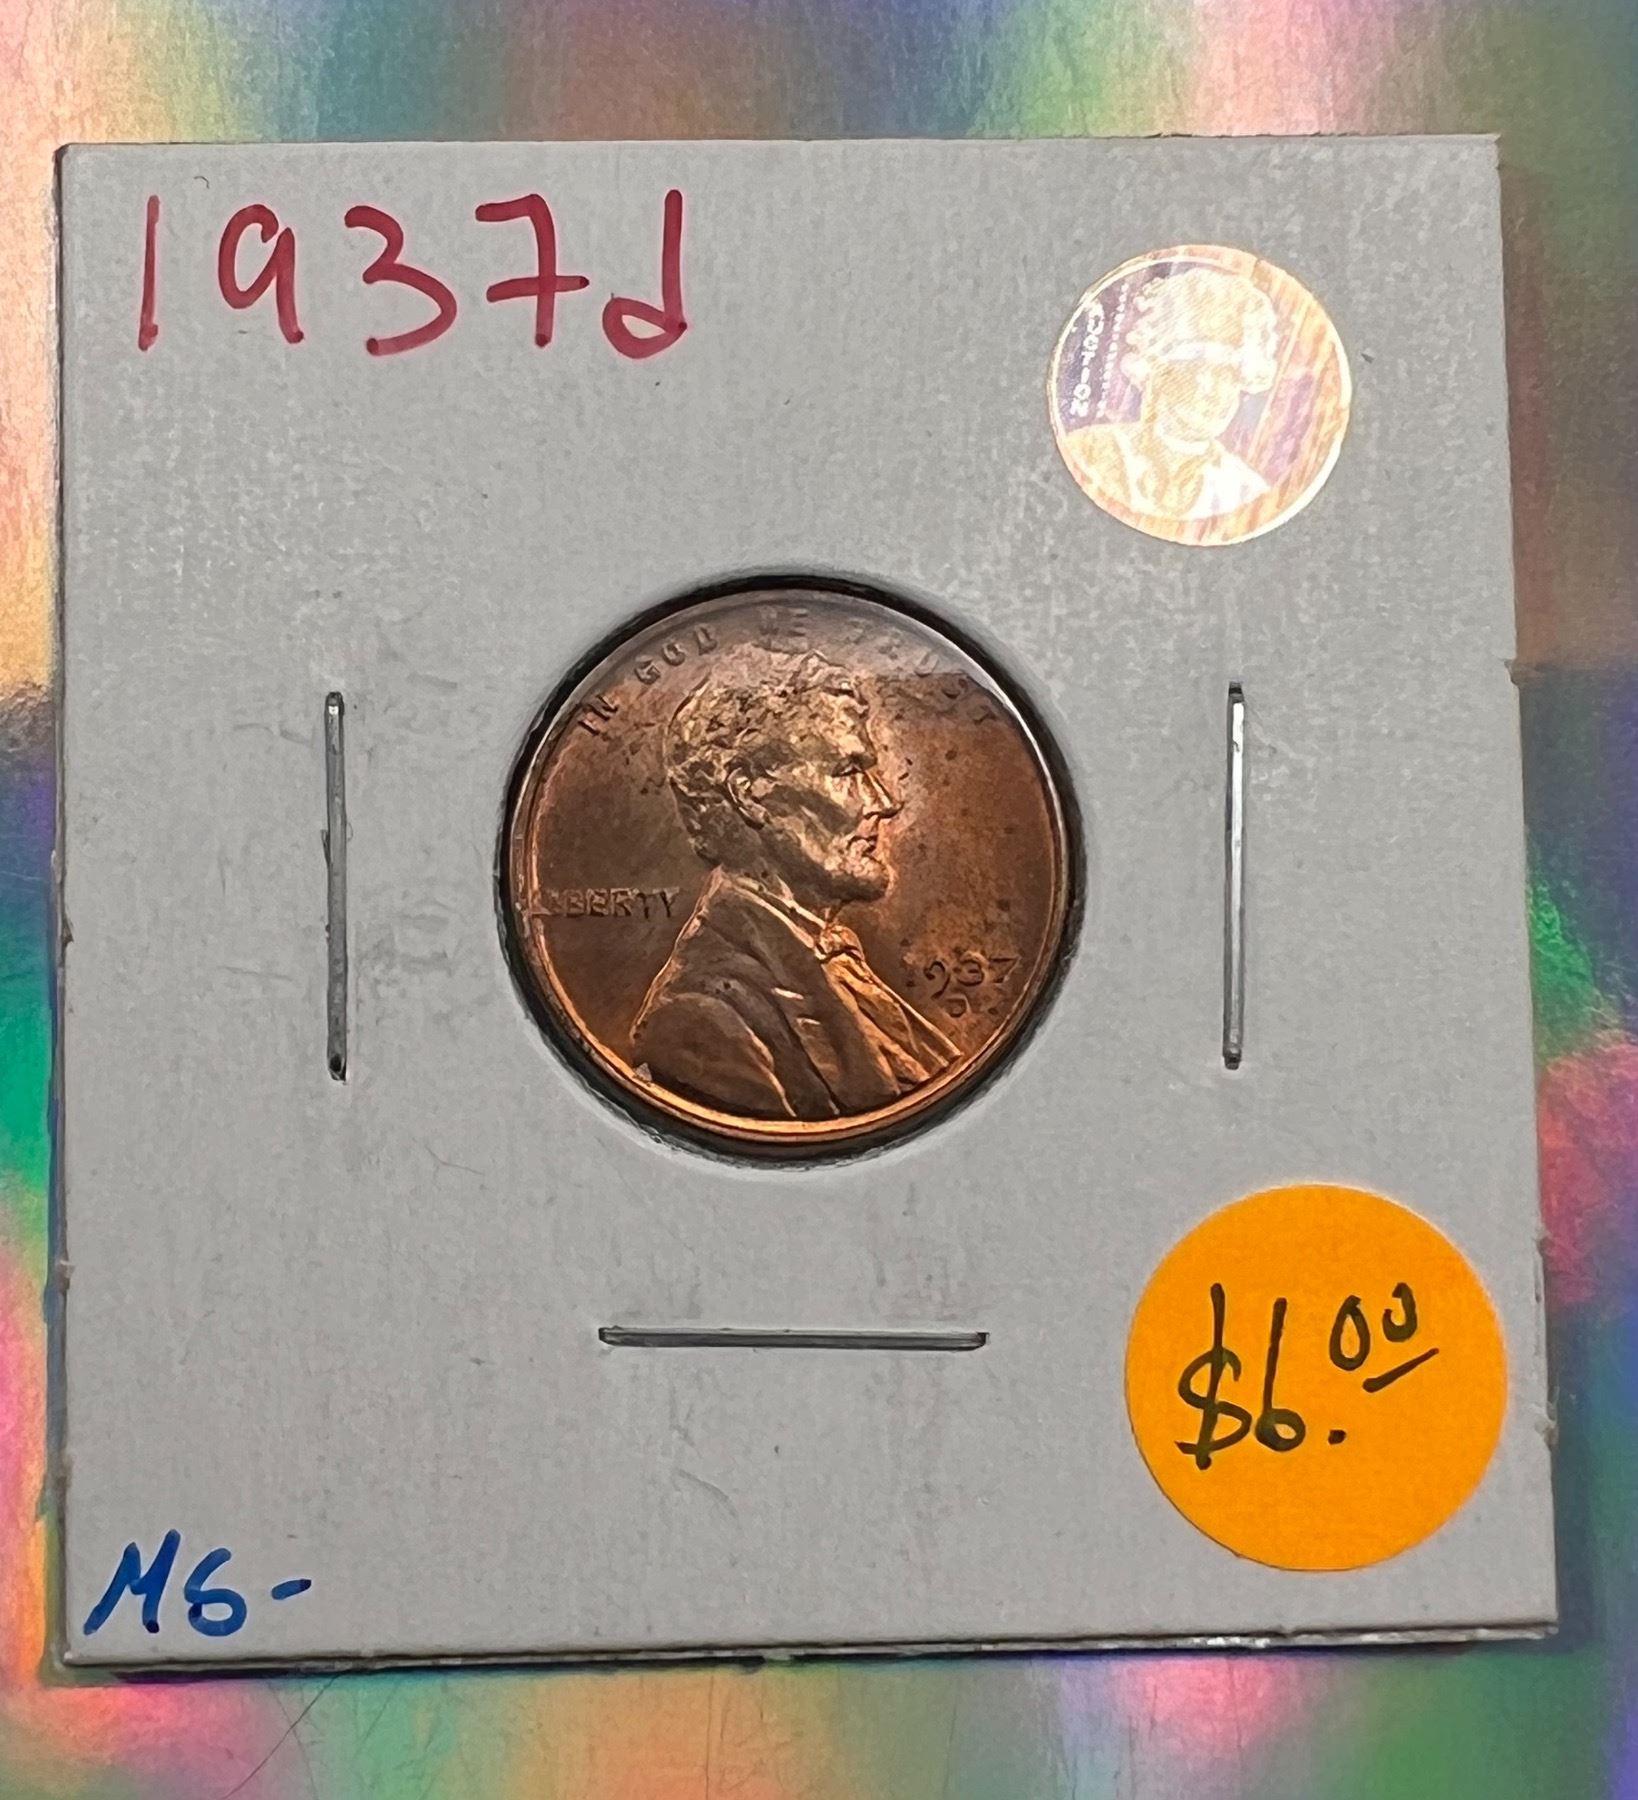 1937d
IN GOD WE TRUST
LIBERTY
1937
D
$6.00
MS-